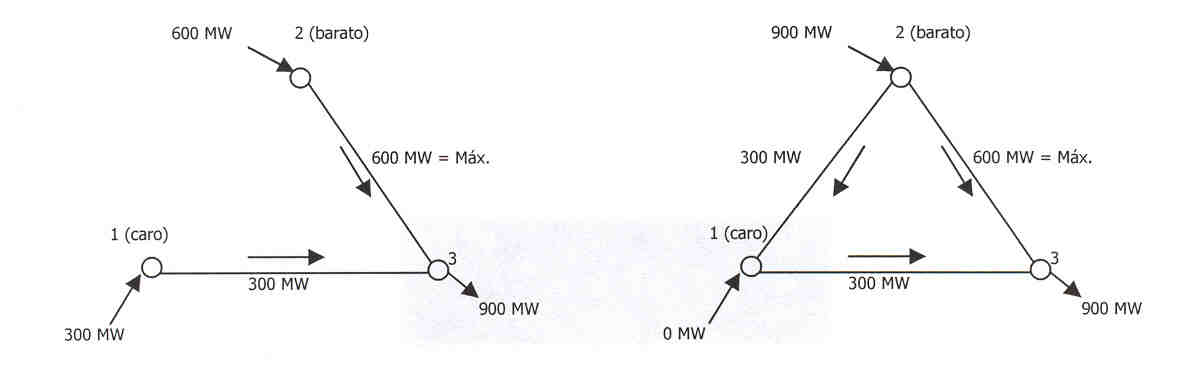 600 MW
2 (barato)
600 MW = Máx.
1 (caro)
3
300 MW
900 MW
300 MW
900 MW
2 (barato)
300 MW
600 MW = Máx.
1 (caro)
3
300 MW
900 MW
0 MW